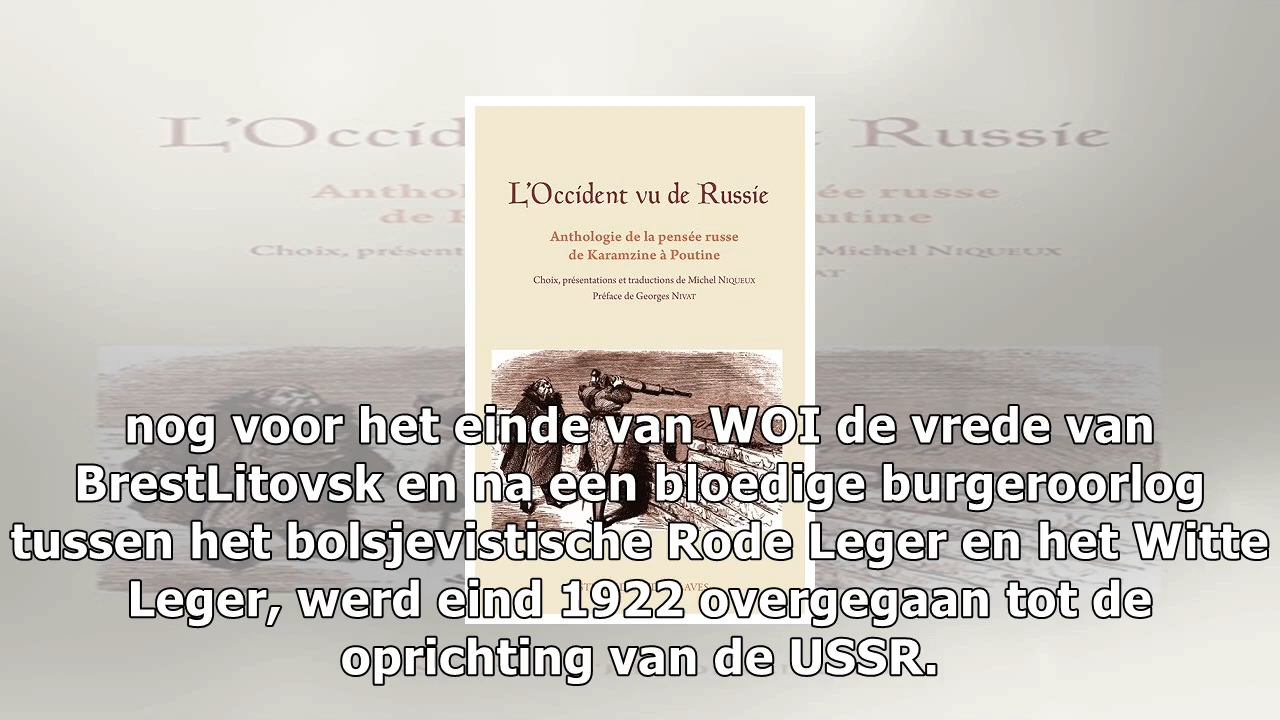 L'Occident vu de Russie
Anthologie de la pensée russe
de Karamzine à Poutine
Choix, présentations et traductions de Michel NIQUEUX
Préface de Georges NIVAT
nog voor het einde van WOI de vrede van
BrestLitovsk en na een bloedige burgeroorlog
tussen het bolsjevistische Rode Leger en het Witte
Leger, werd eind 1922 overgegaan tot de
oprichting van de USSR.